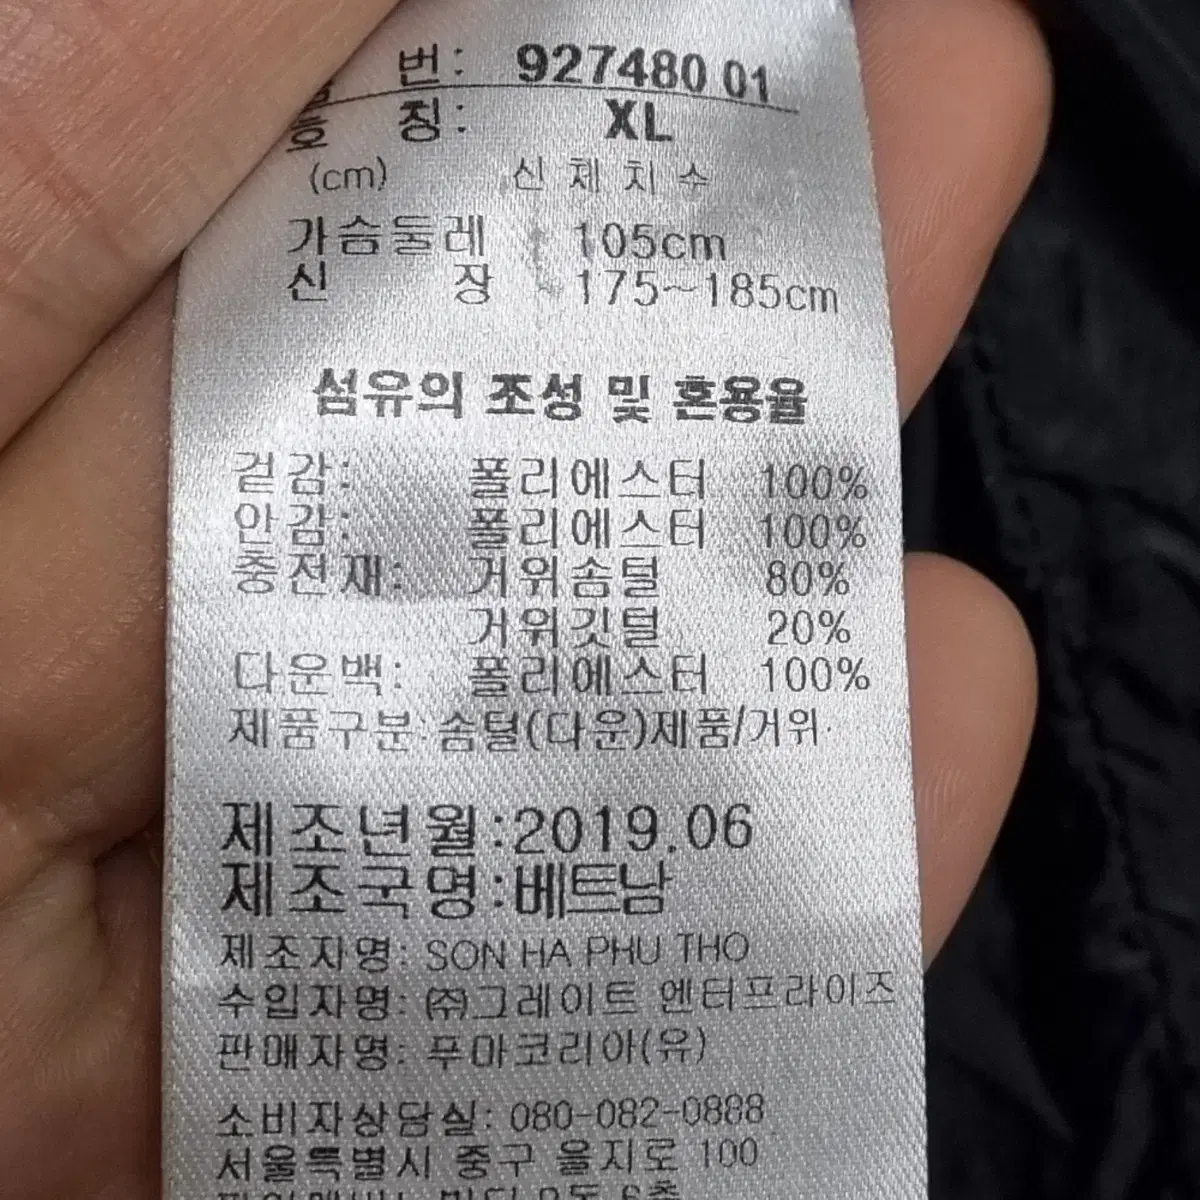 번: 927480 01
호 칭: XL
(cm) 신체치수
가슴둘레 105cm
신 장 175~185cm
섬유의 조성 및 혼용율
겉감: 폴리에스터 100%
안감: 폴리에스터 100%
충전재: 거위솜털 80%
거위깃털 20%
다운백: 폴리에스터 100%
제품구분: 솜털(다운)제품/거위
제조년월:2019.06
제조국명:베트남
제조자명: SON HA PHU THO
수입자명: ㈜그레이트 엔터프라이즈
판매자명: 푸마코리아(유)
소비자상담실: 080-082-0888
서울특별시 중구 을지로 100